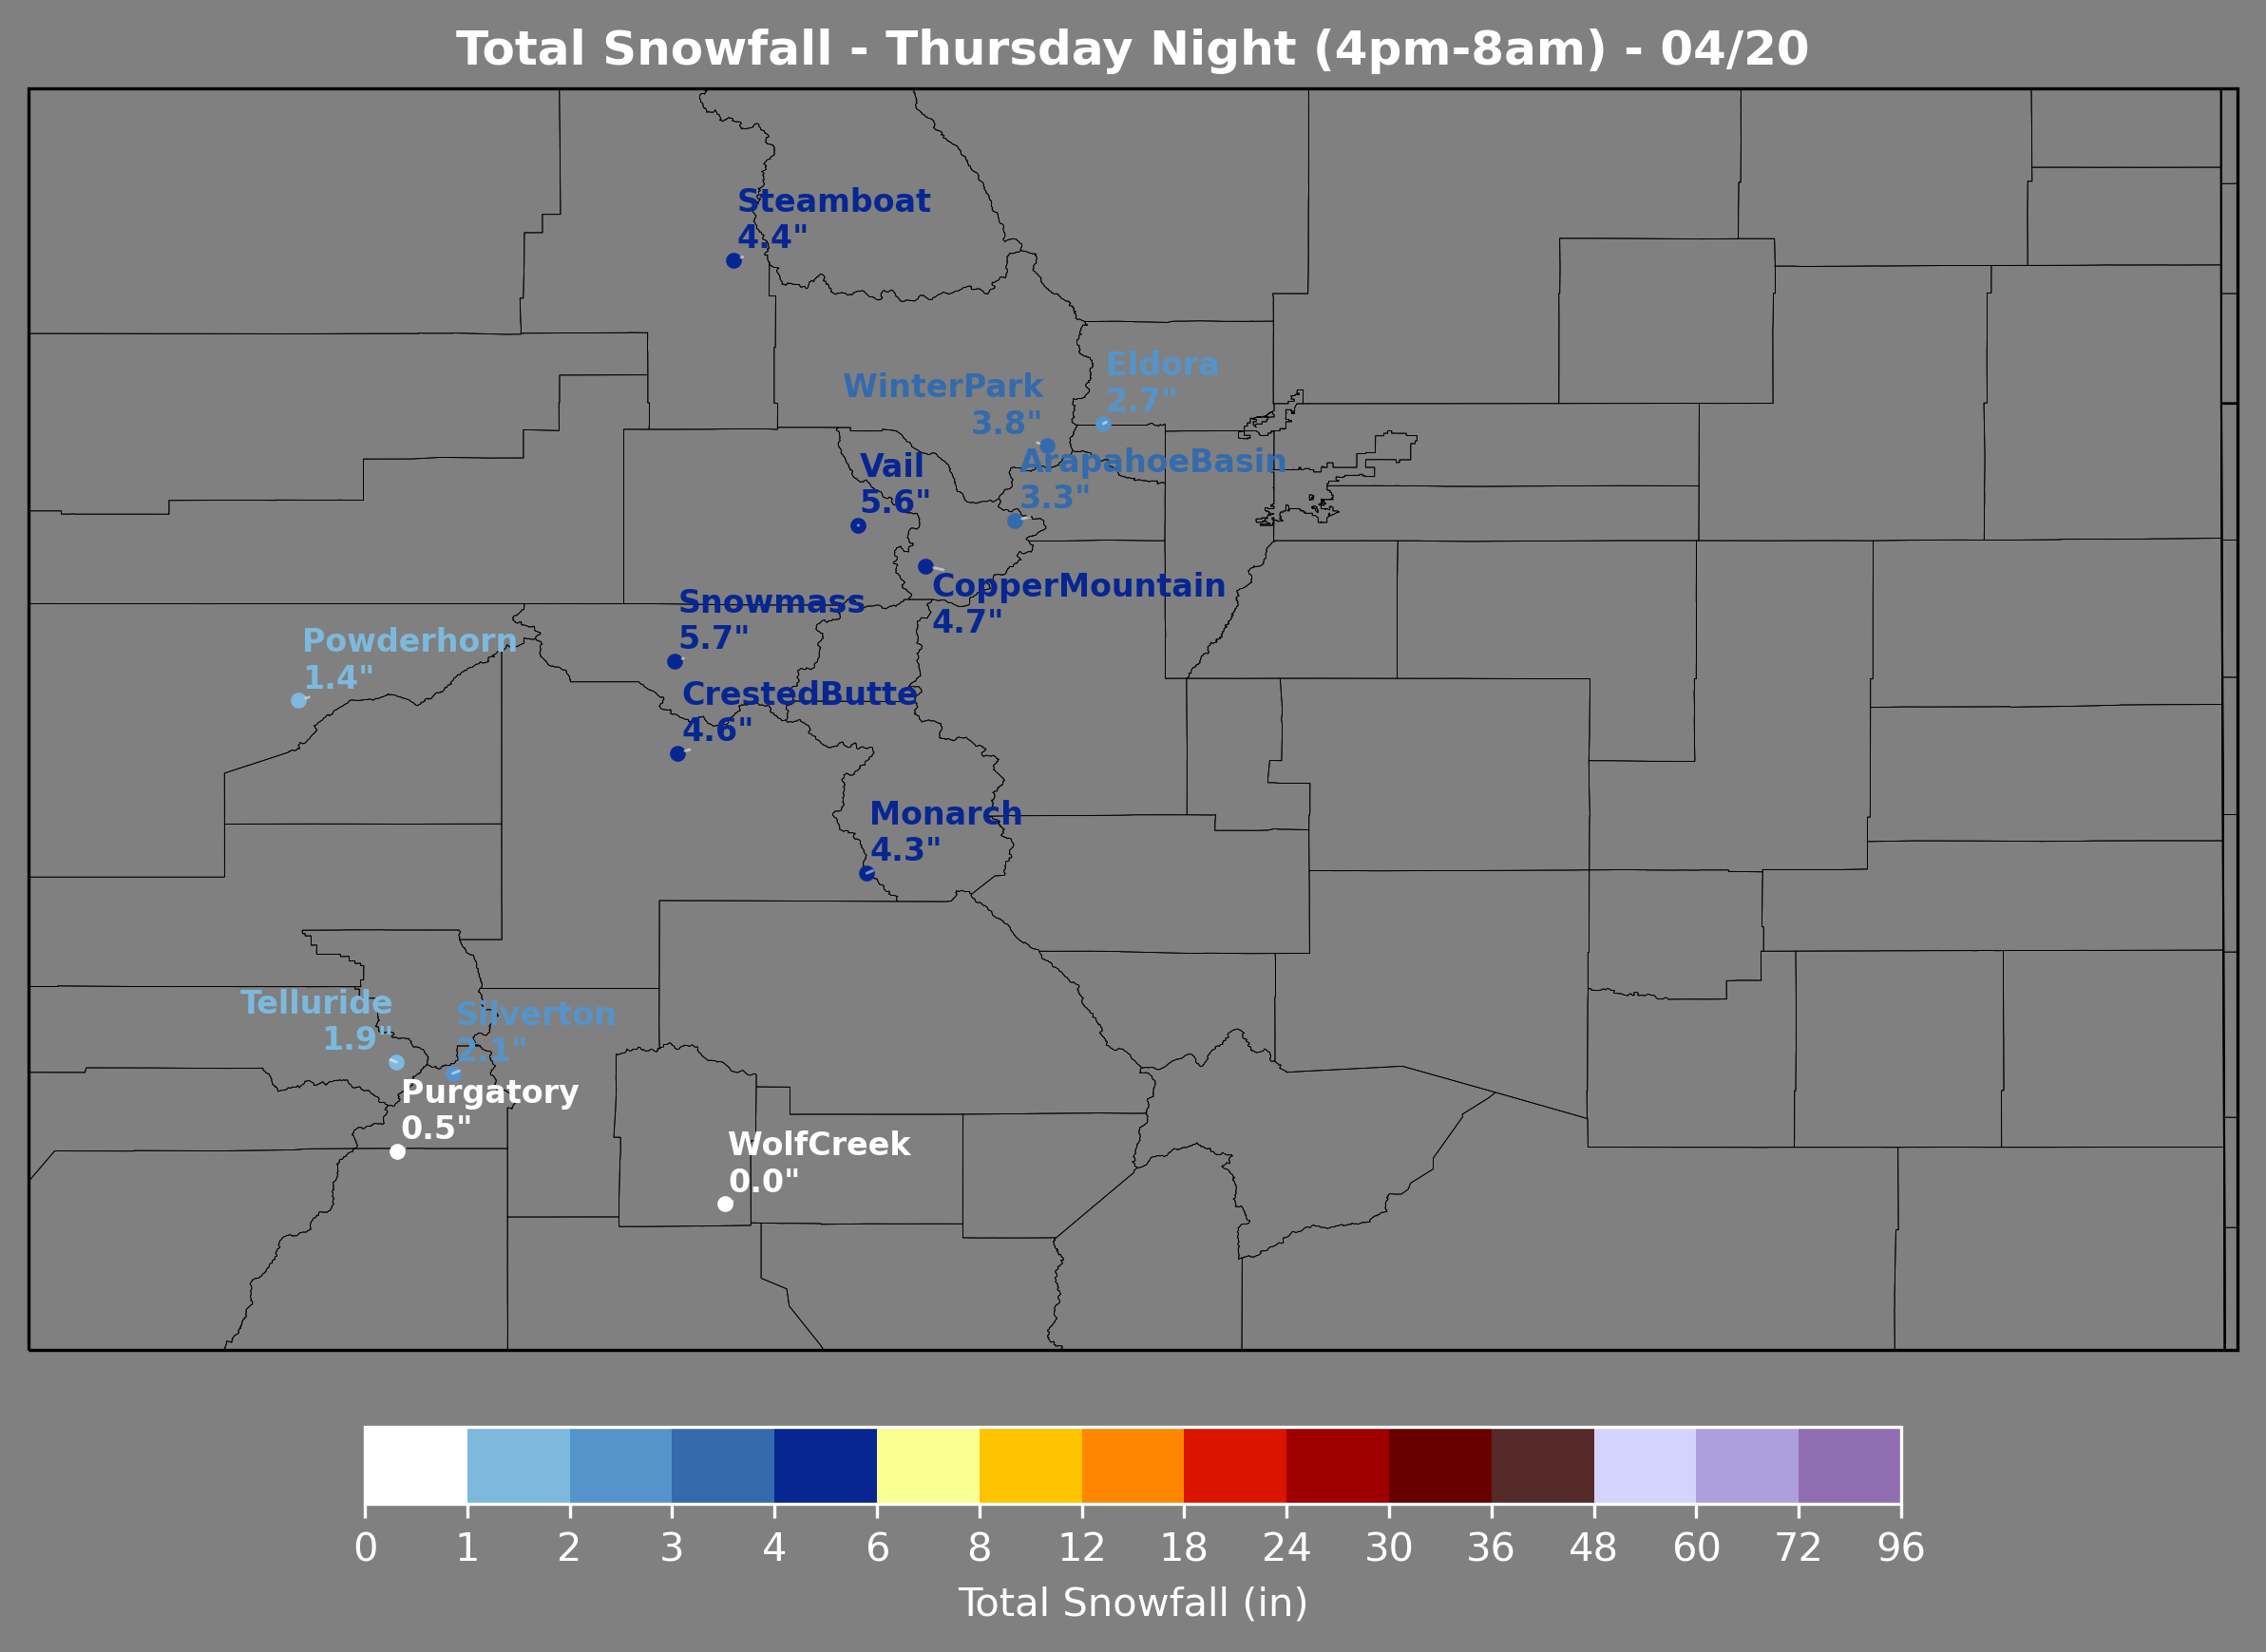 Total Snowfall - Thursday Night (4pm-8am) - 04/20
Steamboat
4.4"
Eldora
2.7"
WinterPark
3.8"
ArapahoeBasin
3.3"
Vail
5.6"
CopperMountain
4.7"
Snowmass
5.7"
Powderhorn
1.4"
CrestedButte
4.6"
Monarch
4.3"
Telluride
1.9"
Silverton
2.1"
Purgatory
0.5"
WolfCreek
0.0"
0 1 2 3 4 6 8 12 18 24 30 36 48 60 72 96
Total Snowfall (in)